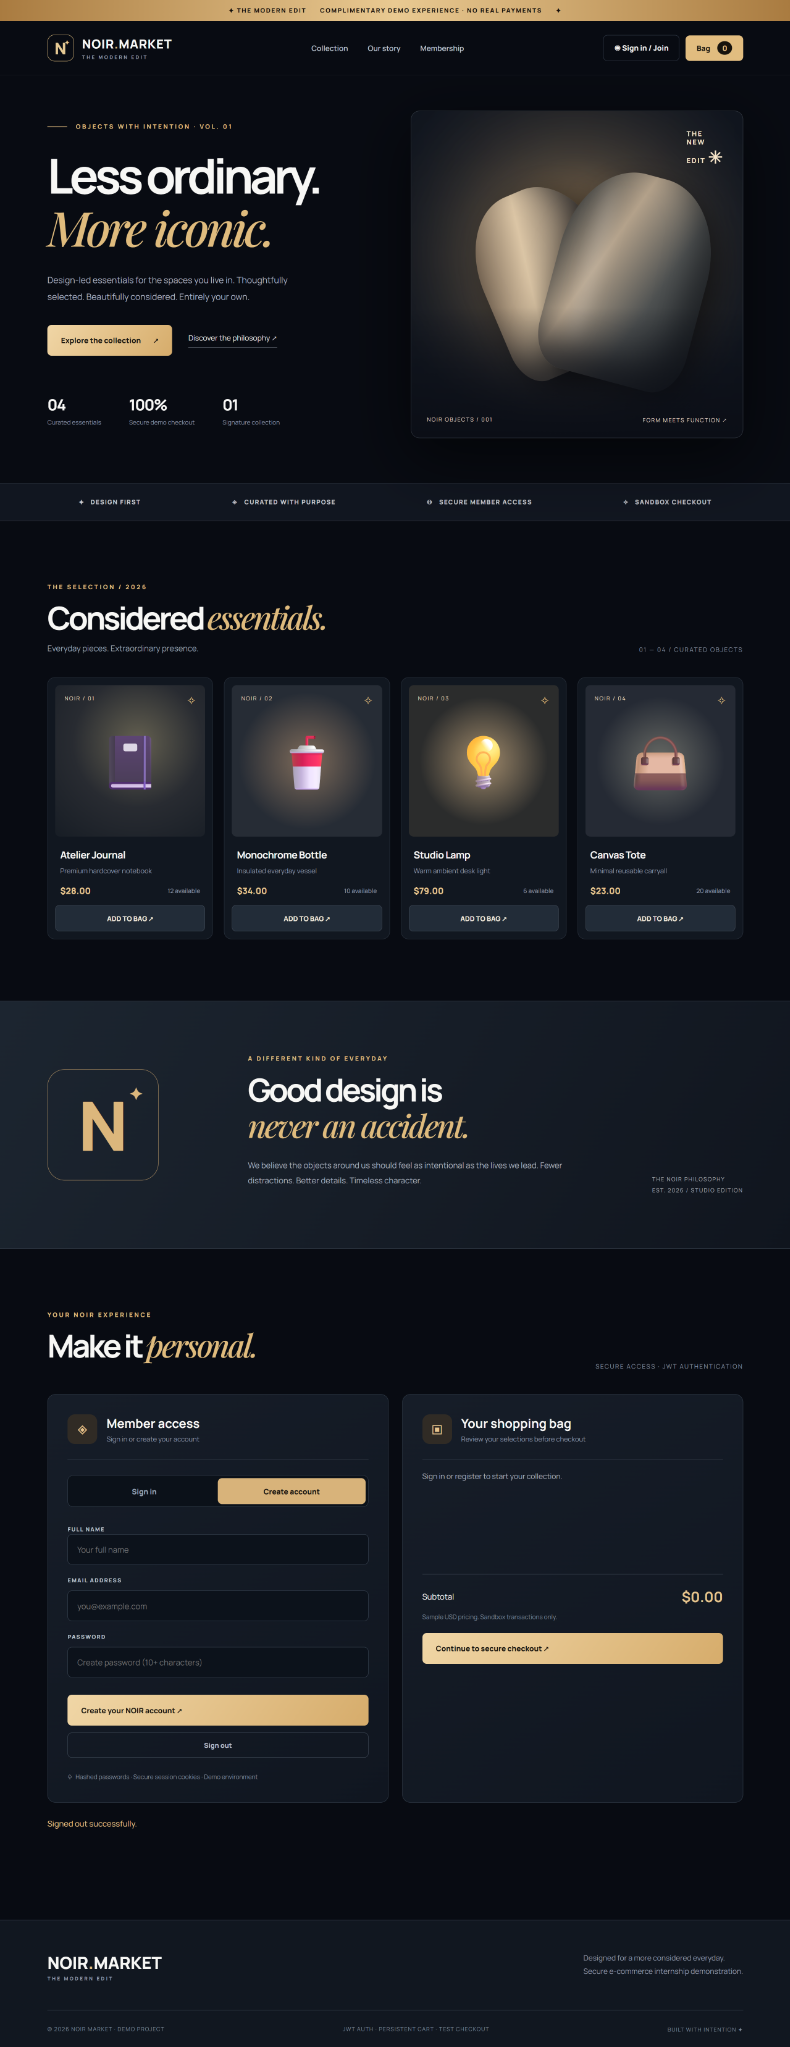 ✦ THE MODERN EDIT COMPLIMENTARY DEMO EXPERIENCE · NO REAL PAYMENTS ✦
N
NOIR.MARKET
THE MODERN EDIT
Collection Our story Membership
Sign in / Join
Bag 0
OBJECTS WITH INTENTION · VOL. 01
Less ordinary.
More iconic.
Design-led essentials for the spaces you live in. Thoughtfully
selected. Beautifully considered. Entirely your own.
Explore the collection ↗
Discover the philosophy ↗
04 100% 01
Curated essentials Secure demo checkout Signature collection
THE
NEW
EDIT
NOIR OBJECTS / 001
FORM MEETS FUNCTION ↗
DESIGN FIRST
CURATED WITH PURPOSE
SECURE MEMBER ACCESS
SANDBOX CHECKOUT
THE SELECTION / 2026
Considered essentials.
Everyday pieces. Extraordinary presence.
01 — 04 / CURATED OBJECTS
NOIR / 01
Atelier Journal
Premium hardcover notebook
$28.00 12 available
ADD TO BAG ↗
NOIR / 02
Monochrome Bottle
Insulated everyday vessel
$34.00 10 available
ADD TO BAG ↗
NOIR / 03
Studio Lamp
Warm ambient desk light
$79.00 5 available
ADD TO BAG ↗
NOIR / 04
Canvas Tote
Minimal reusable carryall
$23.00 20 available
ADD TO BAG ↗
N
A DIFFERENT KIND OF EVERYDAY
Good design is
never an accident.
We believe the objects around us should feel as intentional as the lives we lead. Fewer
distractions. Better details. Timeless character.
THE NOIR PHILOSOPHY
EST. 2026 / STUDIO EDITION
YOUR NOIR EXPERIENCE
Make it personal.
SECURE ACCESS · JWT AUTHENTICATION
Member access
Sign in or create your account
Sign in Create account
FULL NAME
Your full name
EMAIL ADDRESS
you@example.com
PASSWORD
Create password (10+ characters)
Create your NOIR account ↗
Sign out
Hashed passwords · Secure session cookies · Demo environment
Your shopping bag
Review your selections before checkout
Sign in or register to start your collection.
Subtotal $0.00
Sample USD pricing. Sandbox transactions only.
Continue to secure checkout ↗
Signed out successfully.
NOIR.MARKET
THE MODERN EDIT
Designed for a more considered everyday.
Secure e-commerce internship demonstration.
© 2026 NOIR MARKET · DEMO PROJECT
JWT AUTH · PERSISTENT CART · TEST CHECKOUT
BUILT WITH INTENTION ✦